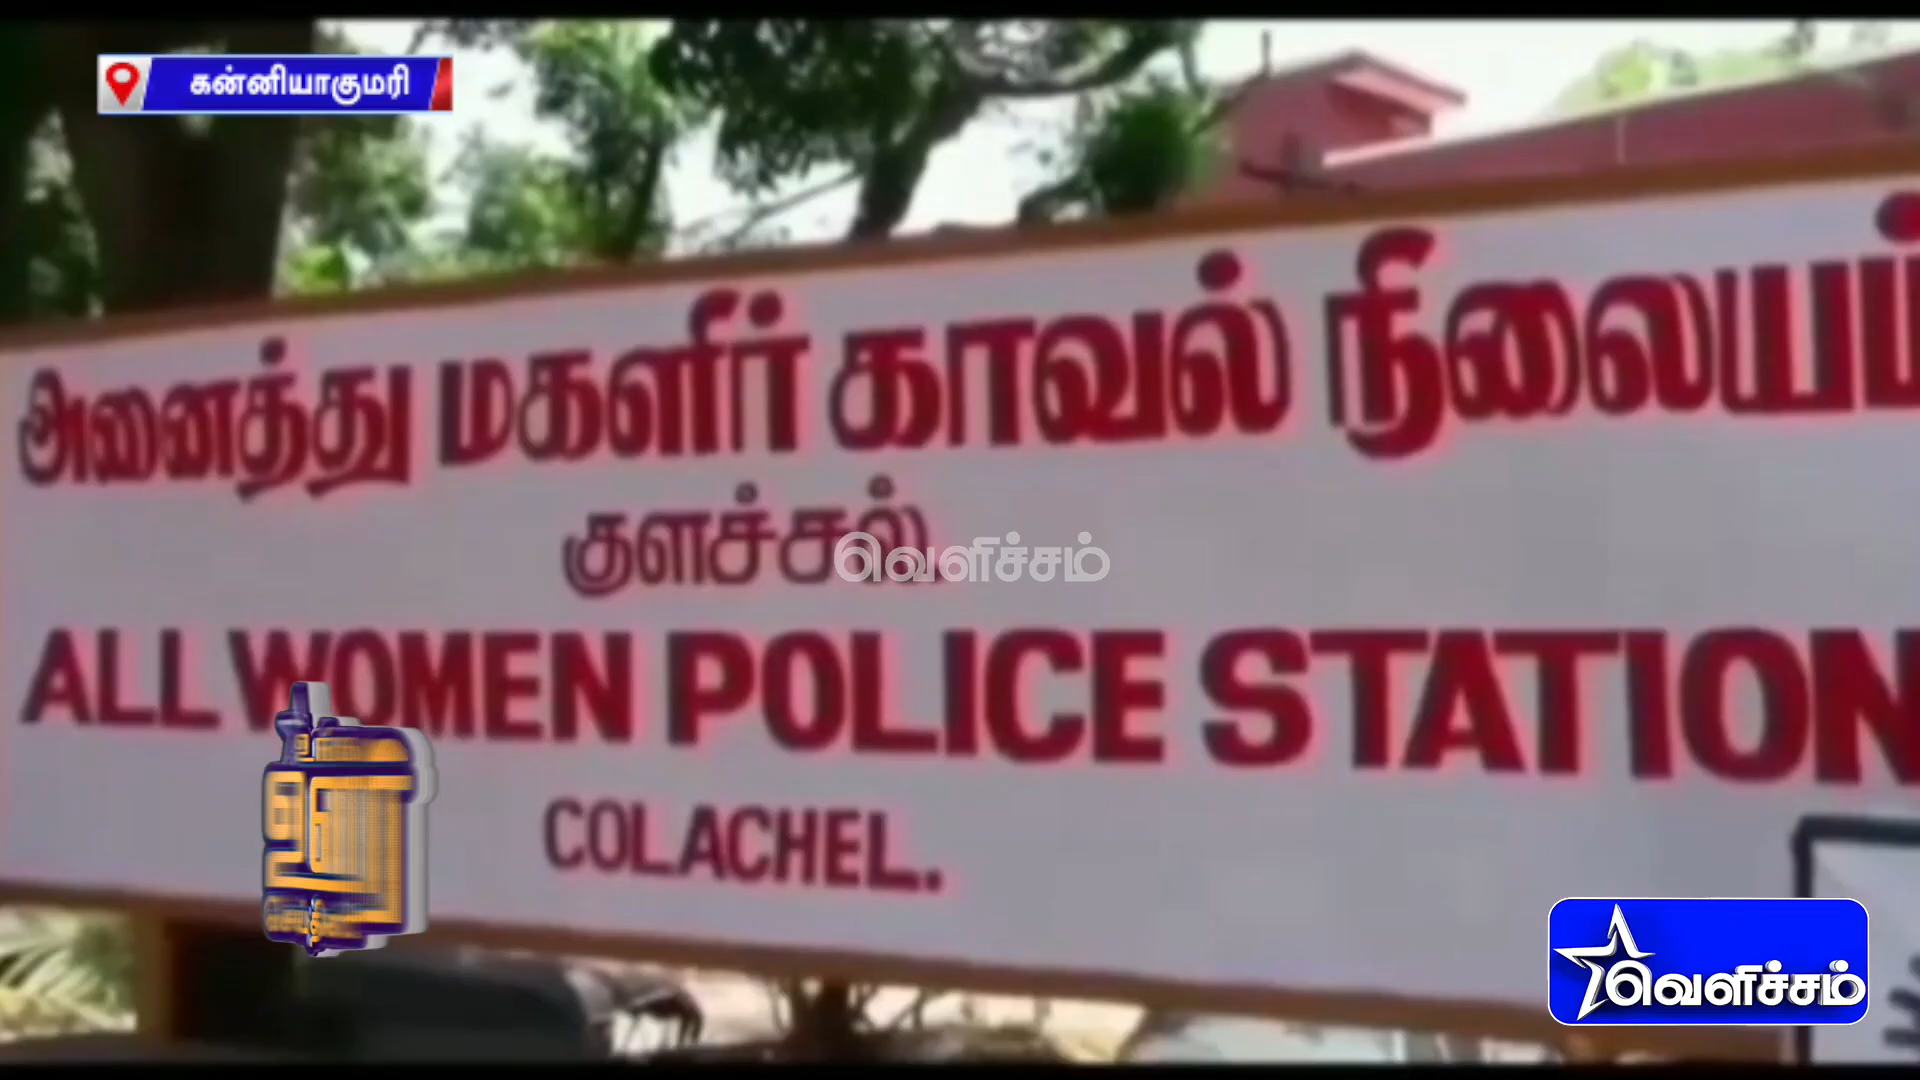 கன்னியாகுமரி
அனைத்து மகளிர் காவல் நிலையம்
குளச்சல்.
வெளிச்சம்
ALL WOMEN POLICE STATION
COLACHEL.
வெளிச்சம்